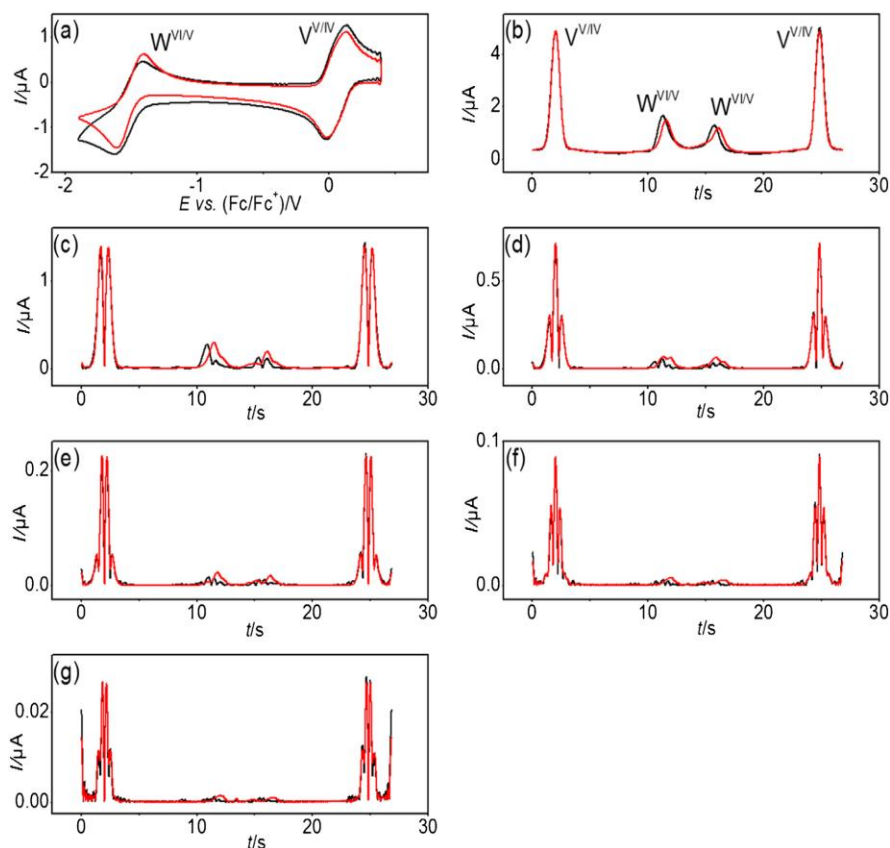 (a)
W^VI/V
V^V/IV
I/µA
1
0
-1
-2
-2
-1
0
E vs. (Fc/Fc⁺)/V
(b)
V^V/IV
V^V/IV
W^VI/V
W^VI/V
I/µA
4
2
0
0
10
20
30
t/s
(c)
I/µA
1
0
0
10
20
30
t/s
(d)
I/µA
0.5
0.0
0
10
20
30
t/s
(e)
I/µA
0.2
0.0
0
10
20
30
t/s
(f)
I/µA
0.1
0.0
0
10
20
30
t/s
(g)
I/µA
0.02
0.00
0
10
20
30
t/s